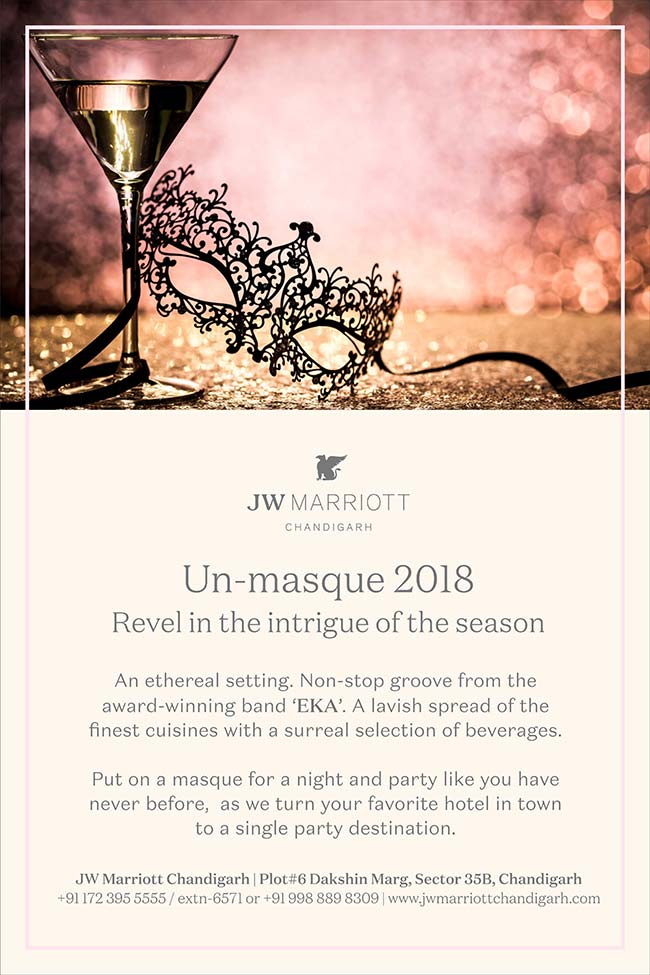 JW MARRIOTT
CHANDIGARH
Un-masque 2018
Revel in the intrigue of the season
An ethereal setting. Non-stop groove from the
award-winning band ‘EKA’. A lavish spread of the
finest cuisines with a surreal selection of beverages.
Put on a masque for a night and party like you have
never before, as we turn your favorite hotel in town
to a single party destination.
JW Marriott Chandigarh | Plot#6 Dakshin Marg, Sector 35B, Chandigarh
+91 172 395 5555 / extn-6571 or +91 998 889 8309 | www.jwmarriottchandigarh.com